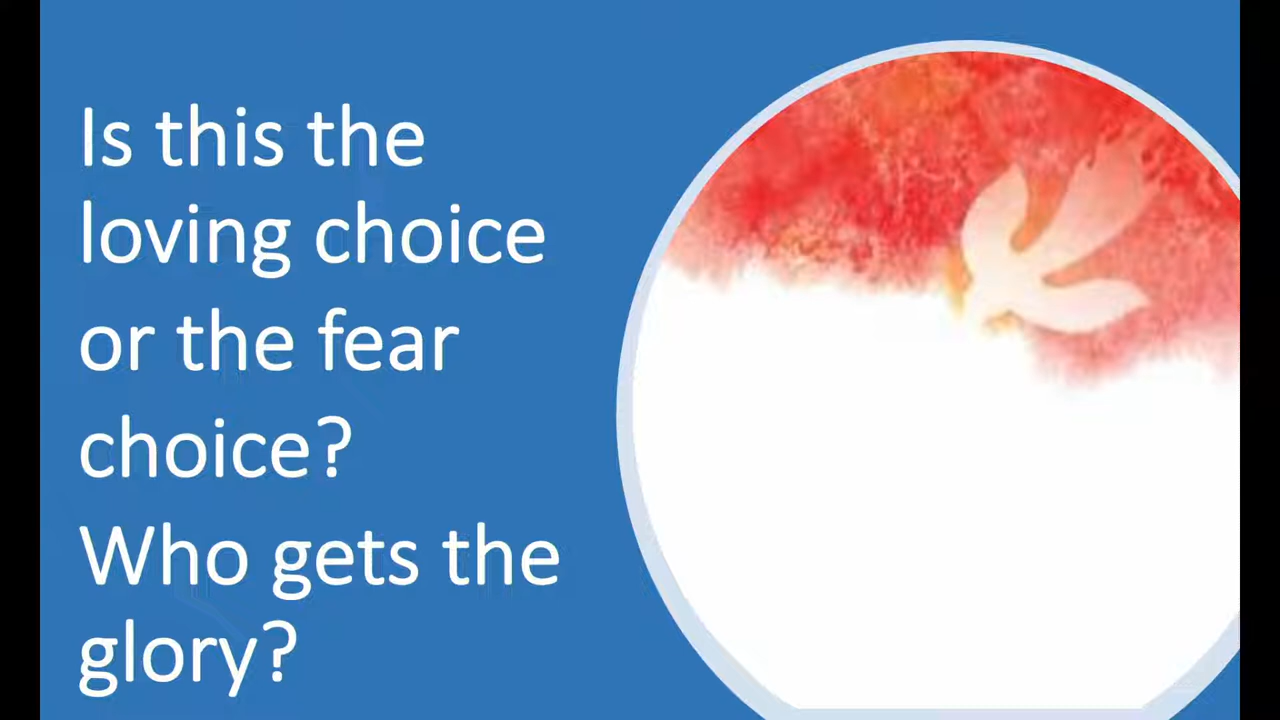 Is this the
loving choice
or the fear
choice?
Who gets the
glory?